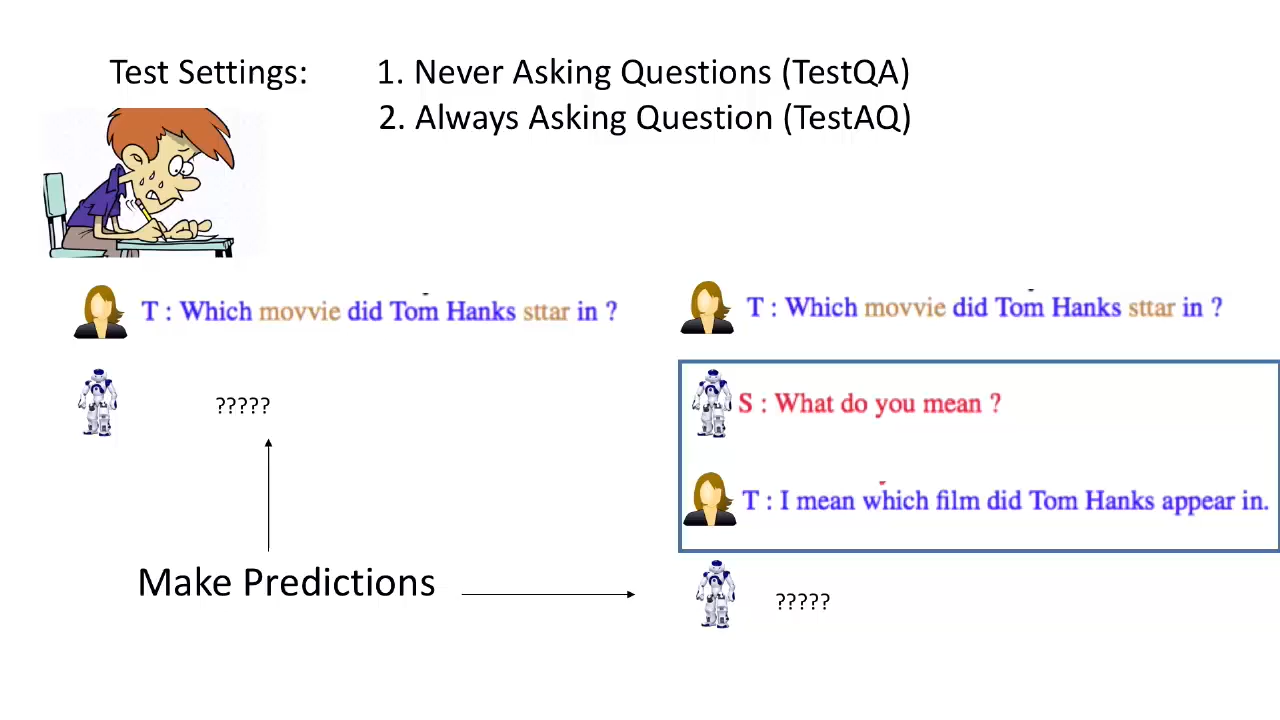 Test Settings: 1. Never Asking Questions (TestQA)
2. Always Asking Question (TestAQ)
T : Which movvie did Tom Hanks sttar in ?
?????
Make Predictions
T : Which movvie did Tom Hanks sttar in ?
S : What do you mean ?
T : I mean which film did Tom Hanks appear in.
?????